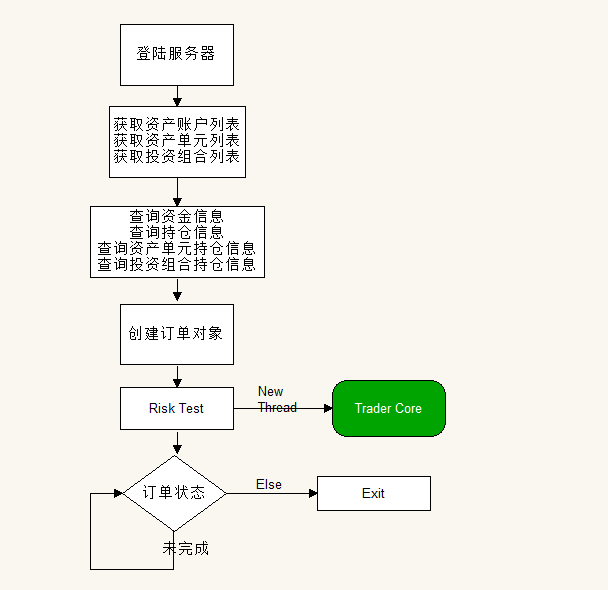 登陆服务器
获取资产账户列表
获取资产单元列表
获取投资组合列表
查询资金信息
查询持仓信息
查询资产单元持仓信息
查询投资组合持仓信息
创建订单对象
New
Thread
Risk Test
Trader Core
订单状态
Else
Exit
未完成